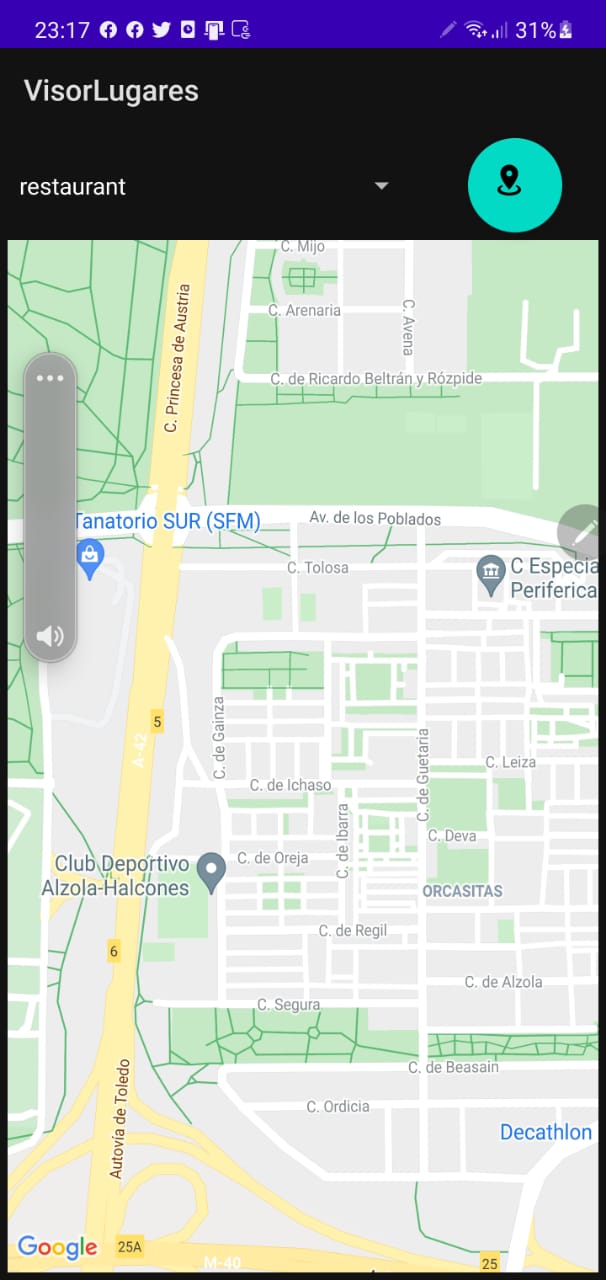 23:17
31%
VisorLugares
restaurant
C. Mijo
C. Princesa de Austria
C. Arenaria
C. Avena
C. de Ricardo Beltrán y Rózpide
Tanatorio SUR (SFM)
Av. de los Poblados
C. Tolosa
C Especia
Periferica
5
A-42
C. de Gainza
C. de Guetaria
C. Leiza
C. de Ichaso
C. de Ibarra
C. Deva
Club Deportivo
Alzola-Halcones
C. de Oreja
ORCASITAS
C. de Regil
6
C. de Alzola
C. Segura
C. de Beasain
Autovía de Toledo
C. Ordicia
Decathlon
Google
25A
M-40
25